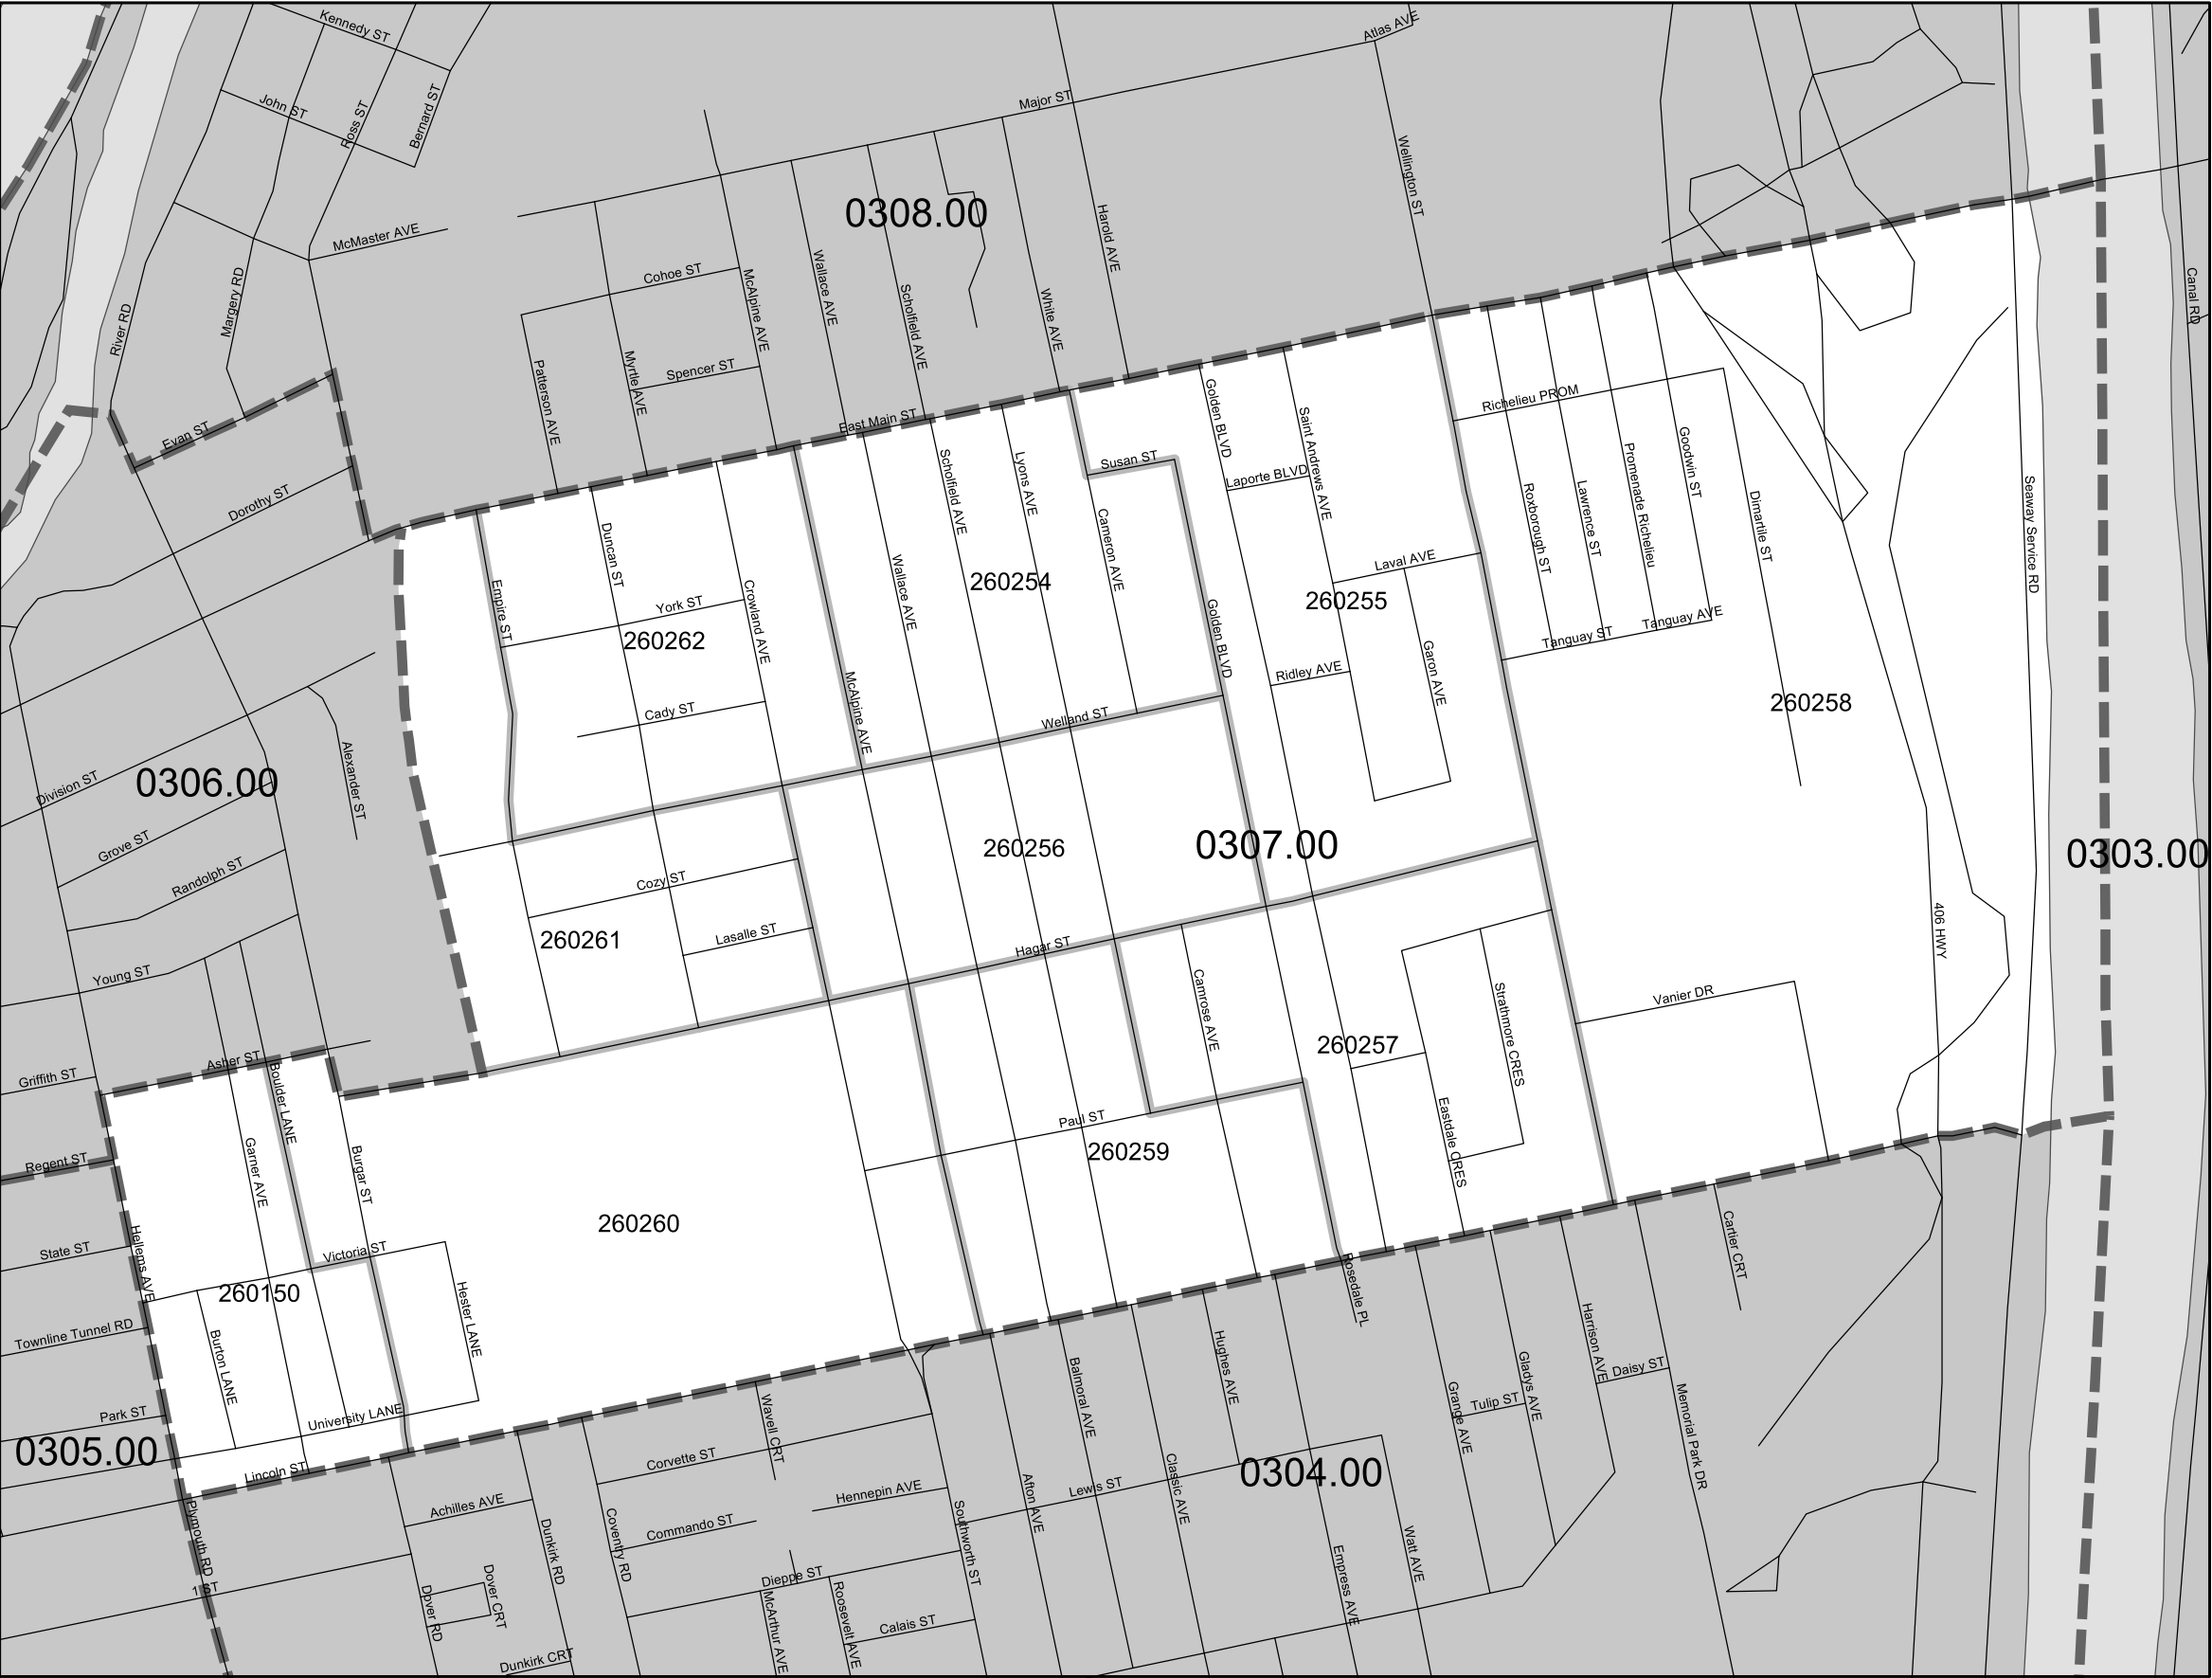 Kennedy ST
Atlas AVE
John ST
Ross ST
Bernard ST
Major ST
Wellington ST
0308.00
McMaster AVE
Harold AVE
Margery RD
River RD
Cohoe ST
McAlpine AVE
Wallace AVE
Scholfield AVE
White AVE
Canal RD
Patterson AVE
Myrtle AVE
Spencer ST
Golden BLVD
Saint Andrews AVE
Richelieu PROM
Evan ST
East Main ST
Dorothy ST
Scholfield AVE
Lyons AVE
Susan ST
Laporte BLVD
Goodwin ST
Promenade Richelieu
Lawrence ST
Roxborough ST
Dimartile ST
Seaway Service RD
Duncan ST
Cameron AVE
Empire ST
York ST
Crowland AVE
Wallace AVE
260254
Laval AVE
260255
Golden BLVD
260262
Tanguay ST
Tanguay AVE
Garon AVE
Ridley AVE
McAlpine AVE
Cady ST
Welland ST
260258
Alexander ST
Division ST
0306.00
Grove ST
Randolph ST
260256
0307.00
0303.00
Cozy ST
Lasalle ST
260261
Hagar ST
406 HWY
Young ST
Camrose AVE
Strathmore CRES
Vanier DR
Griffith ST
Asher ST
Boulder LANE
260257
Paul ST
Eastdale CRES
260259
Regent ST
Garner AVE
Burgar ST
260260
State ST
Hellems AVE
Victoria ST
260150
Cartier CRT
Rosedale PL
Townline Tunnel RD
Burton LANE
Hester LANE
Hughes AVE
Harrison AVE
Balmoral AVE
Gladys AVE
Daisy ST
Grange AVE
Tulip ST
Memorial Park DR
Park ST
University LANE
Wavell CRT
0305.00
Lincoln ST
Corvette ST
0304.00
Hennepin AVE
Lewis ST
Classic AVE
Afton AVE
Southworth ST
Plymouth RD
Achilles AVE
Dunkirk RD
Coventry RD
Commando ST
Watt AVE
Empress AVE
1 ST
Dover RD
Dover CRT
Dieppe ST
McArthur AVE
Roosevelt AVE
Calais ST
Dunkirk CRT